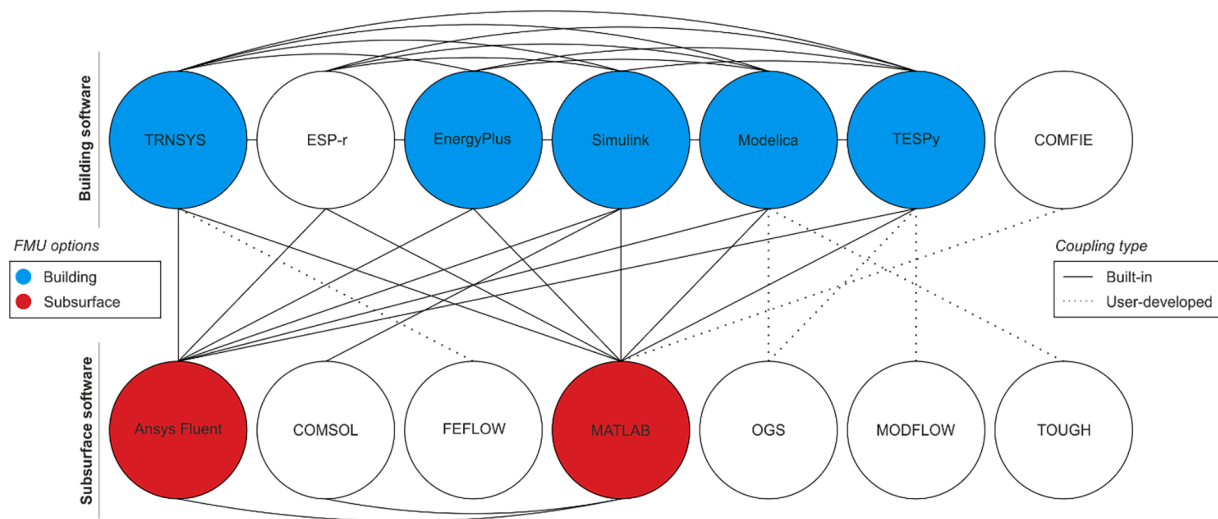 Building software
TRNSYS
ESP-r
EnergyPlus
Simulink
Modelica
TESPy
COMFIE
FMU options
Building
Subsurface
Coupling type
Built-in
User-developed
Subsurface software
Ansys Fluent
COMSOL
FEFLOW
MATLAB
OGS
MODFLOW
TOUGH